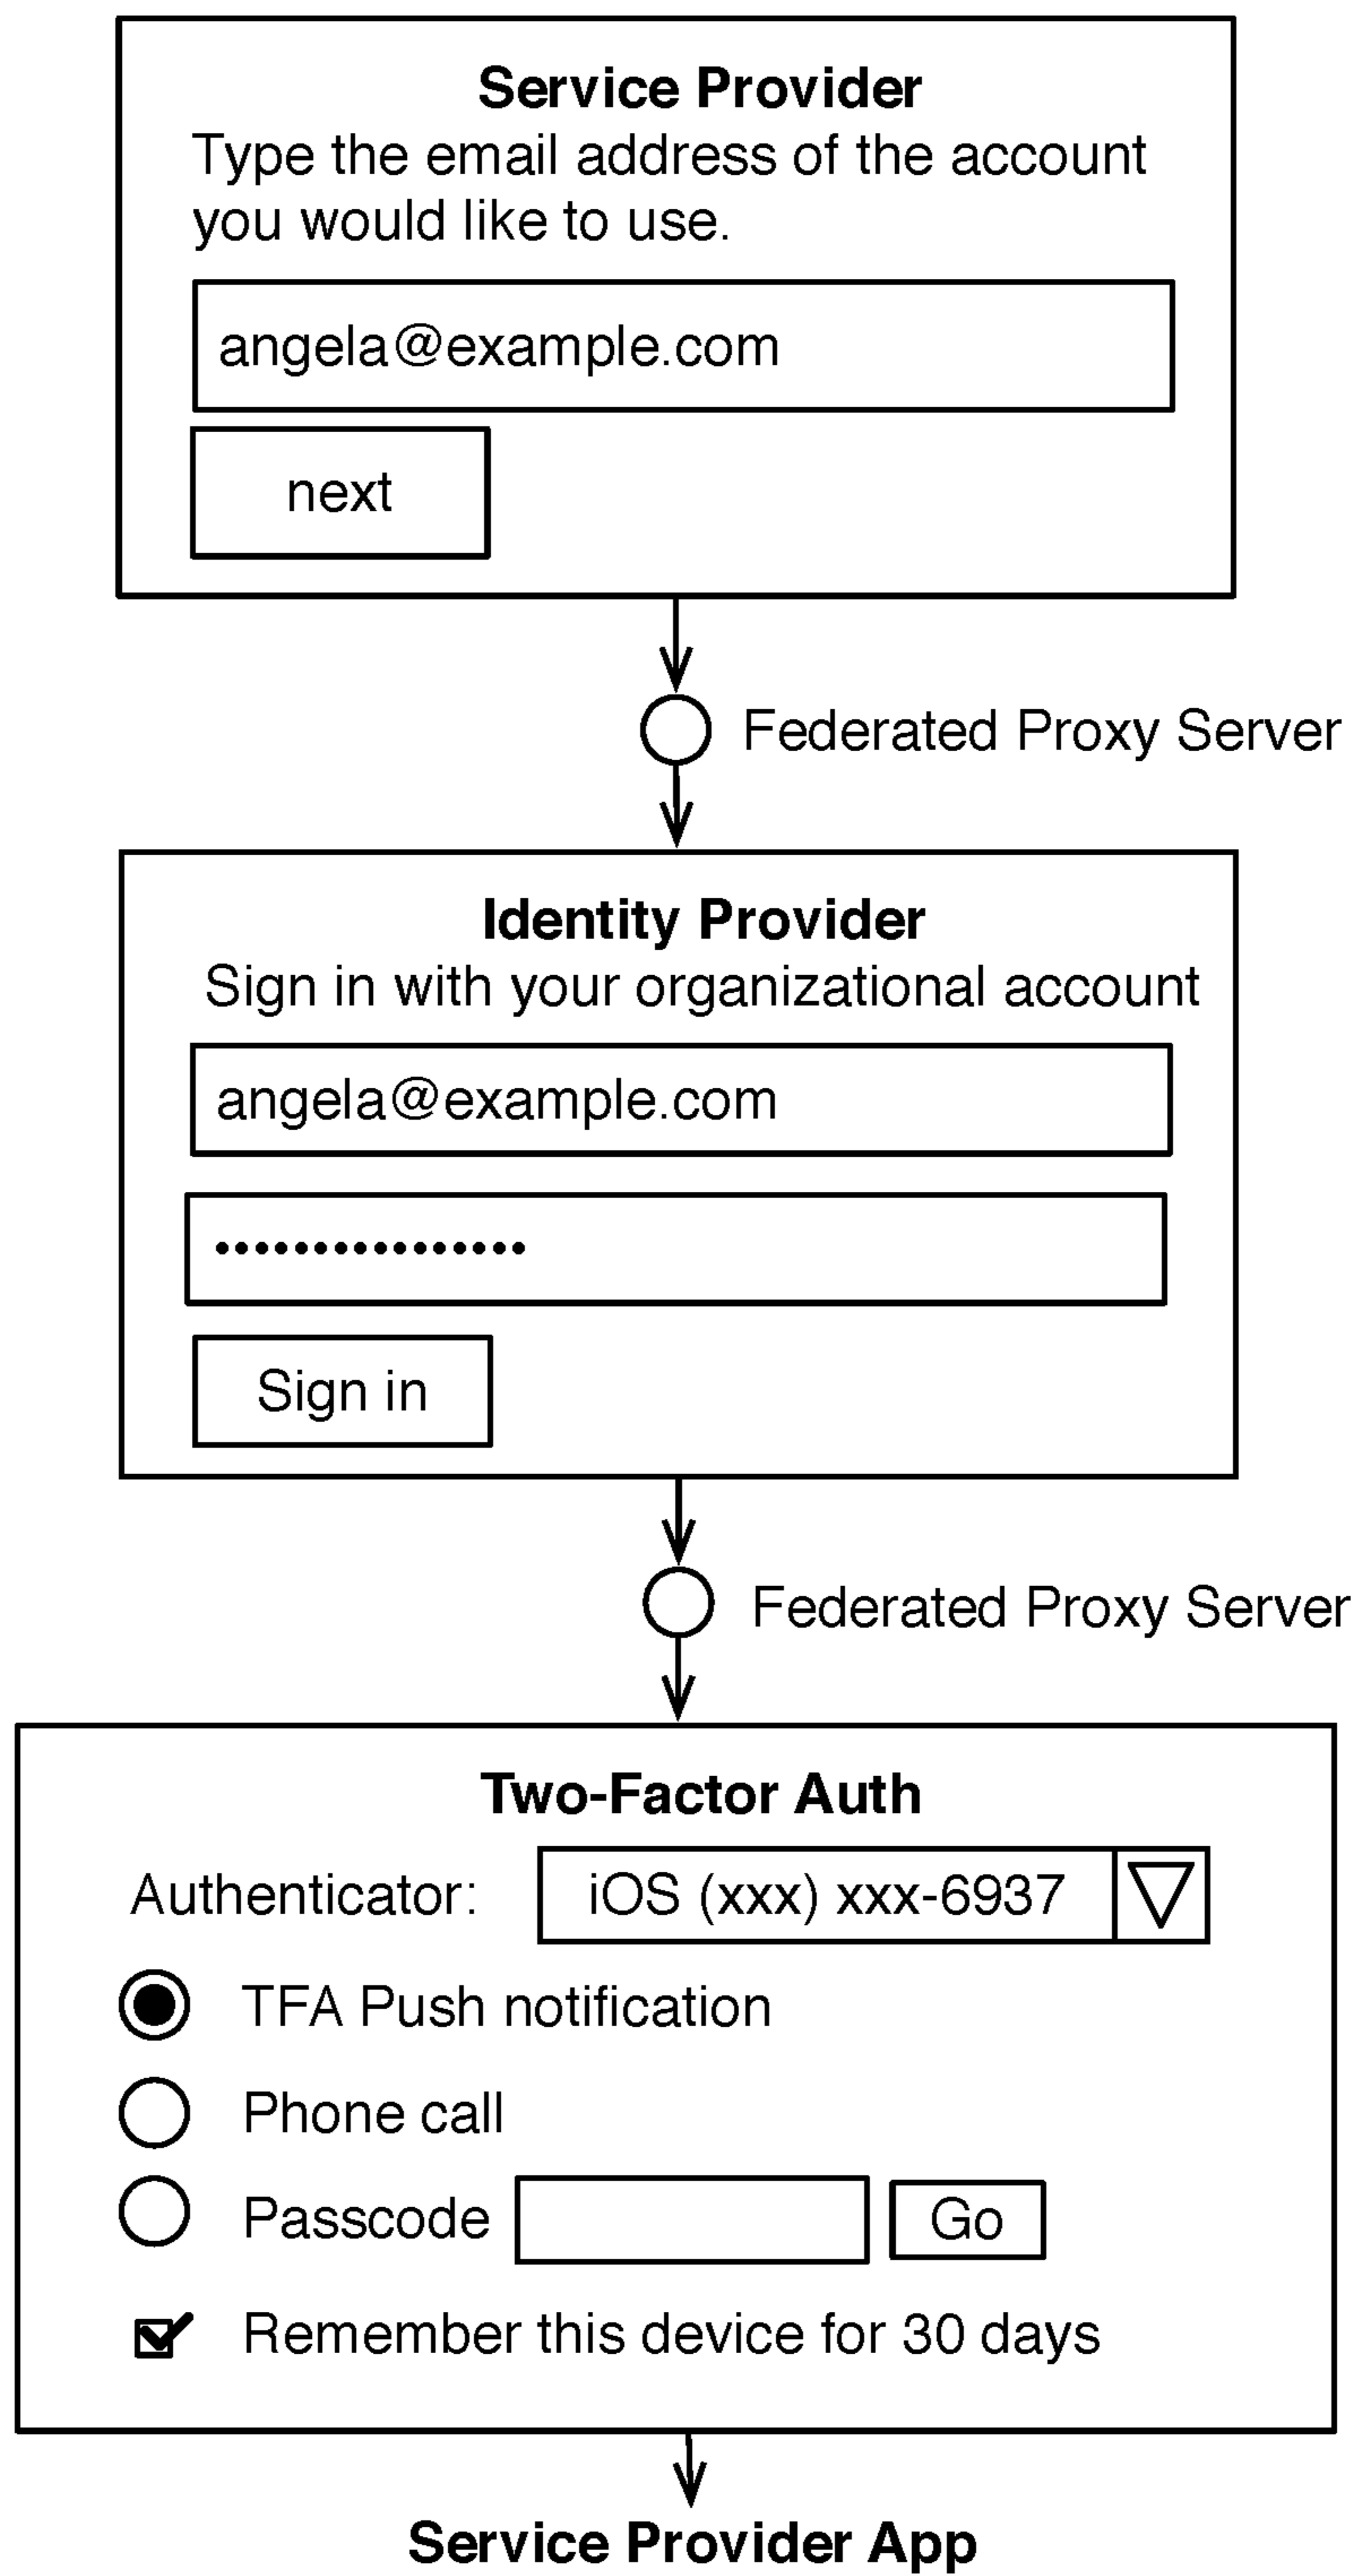 Service Provider
Type the email address of the account
you would like to use.
angela@example.com
next
Federated Proxy Server
Identity Provider
Sign in with your organizational account
angela@example.com
••••••••••••••••
Sign in
Federated Proxy Server
Two-Factor Auth
Authenticator: iOS (xxx) xxx-6937
TFA Push notification
Phone call
Passcode Go
Remember this device for 30 days
Service Provider App